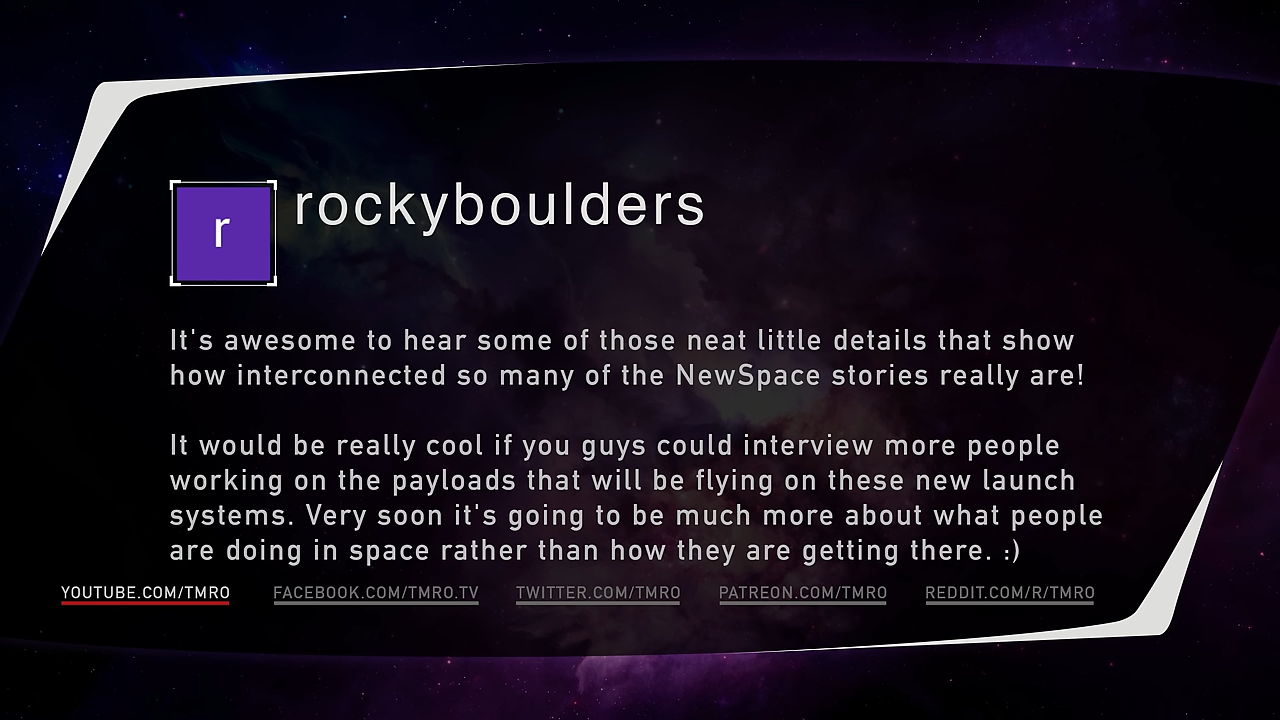 r
rockyboulders
It's awesome to hear some of those neat little details that show
how interconnected so many of the NewSpace stories really are!
It would be really cool if you guys could interview more people
working on the payloads that will be flying on these new launch
systems. Very soon it's going to be much more about what people
are doing in space rather than how they are getting there. :)
YOUTUBE.COM/TMRO FACEBOOK.COM/TMRO.TV TWITTER.COM/TMRO PATREON.COM/TMRO REDDIT.COM/R/TMRO